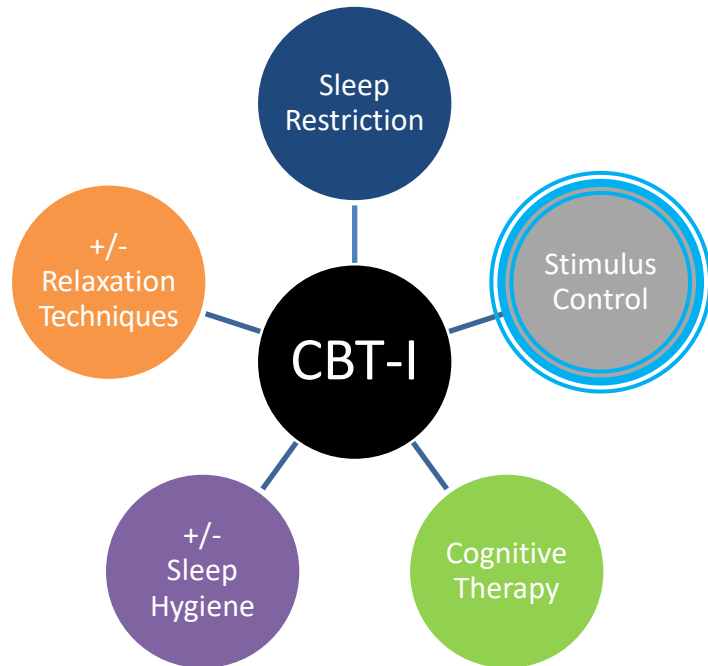 Sleep
Restriction
+/-
Relaxation
Techniques
Stimulus
Control
CBT-I
+/-
Sleep
Hygiene
Cognitive
Therapy